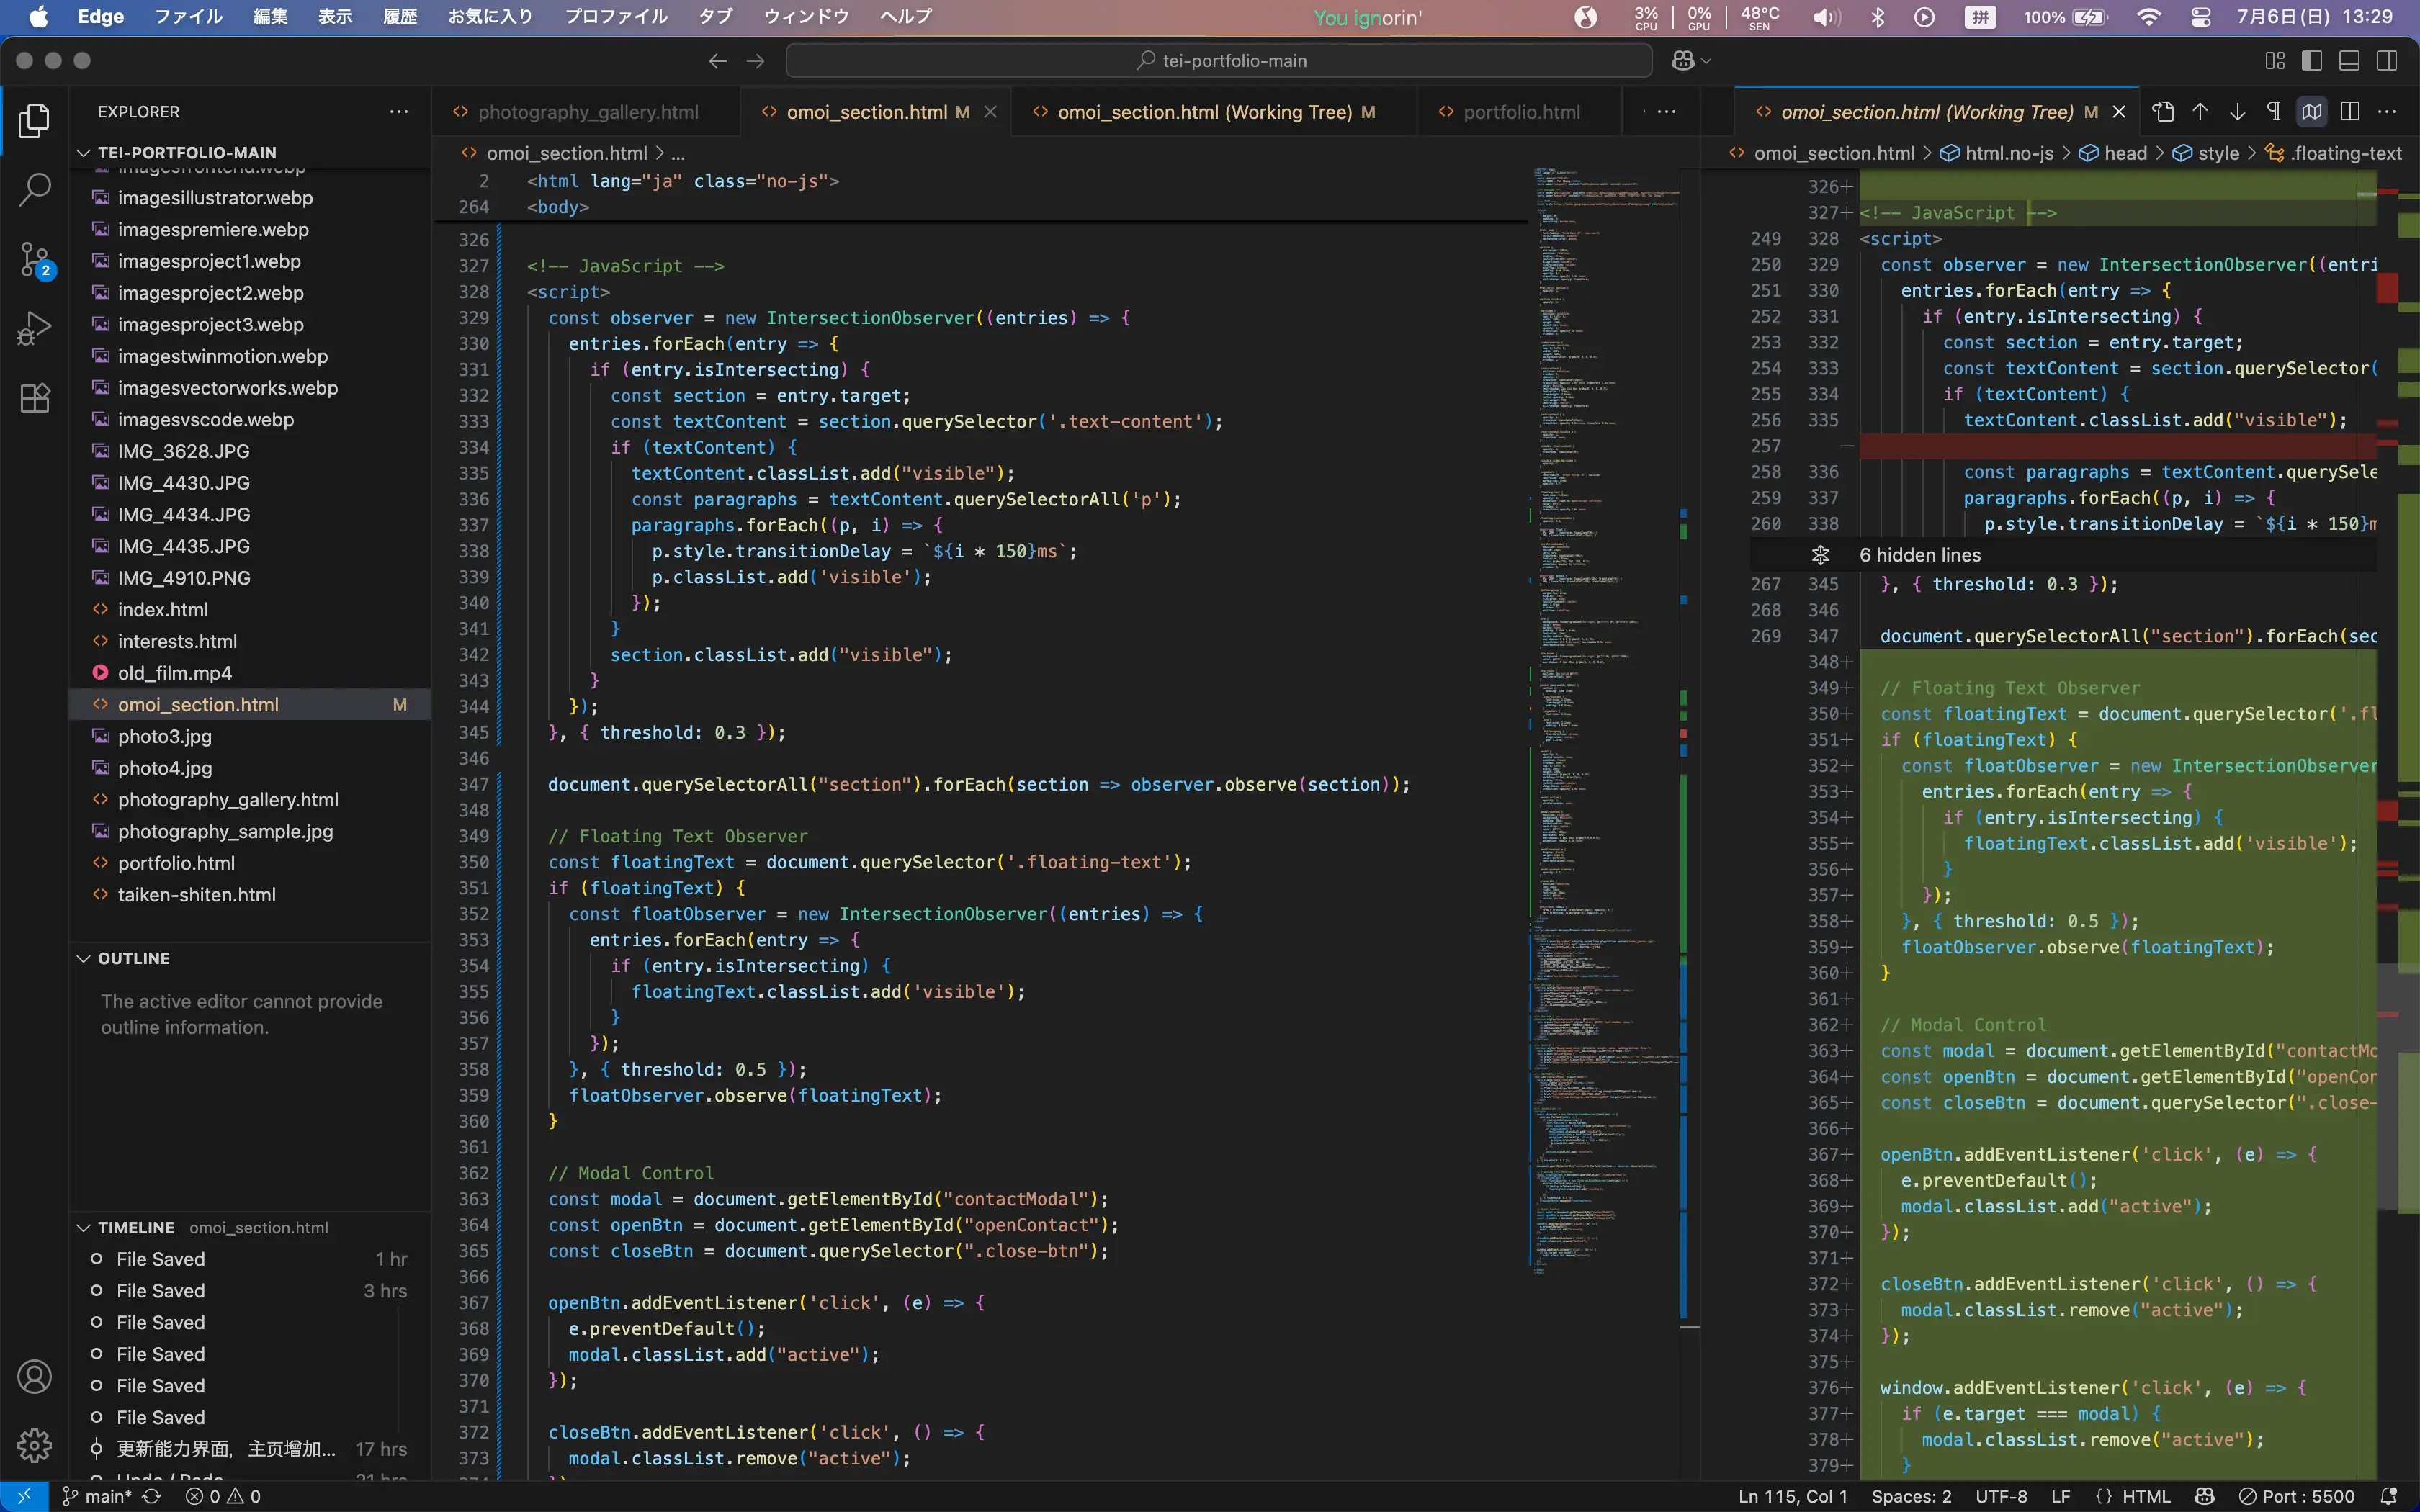 Edge ファイル 編集 表示 履歴 お気に入り プロファイル タブ ウィンドウ ヘルプ You ignorin' 3% CPU 0% GPU 48°C SEN 拼 100% 7月6日(日) 13:29
tei-portfolio-main
EXPLORER
TEI-PORTFOLIO-MAIN
imagesfrontend.webp
imagesillustrator.webp
imagespremiere.webp
imagesproject1.webp
2
imagesproject2.webp
imagesproject3.webp
imagestwinmotion.webp
imagesvectorworks.webp
imagesvscode.webp
IMG_3628.JPG
IMG_4430.JPG
IMG_4434.JPG
IMG_4435.JPG
IMG_4910.PNG
index.html
interests.html
old_film.mp4
omoi_section.html M
photo3.jpg
photo4.jpg
photography_gallery.html
photography_sample.jpg
portfolio.html
taiken-shiten.html
OUTLINE
The active editor cannot provide
outline information.
TIMELINE omoi_section.html
File Saved 1 hr
File Saved 3 hrs
File Saved
File Saved
File Saved
File Saved
更新能力界面，主页增加... 17 hrs
Undo / Redo 21 hrs
photography_gallery.html omoi_section.html M omoi_section.html (Working Tree) M portfolio.html ...
omoi_section.html > ...
2 <html lang="ja" class="no-js">
264 <body>
326
327 <!-- JavaScript -->
328 <script>
329 const observer = new IntersectionObserver((entries) => {
330 entries.forEach(entry => {
331 if (entry.isIntersecting) {
332 const section = entry.target;
333 const textContent = section.querySelector('.text-content');
334 if (textContent) {
335 textContent.classList.add("visible");
336 const paragraphs = textContent.querySelectorAll('p');
337 paragraphs.forEach((p, i) => {
338 p.style.transitionDelay = `${i * 150}ms`;
339 p.classList.add('visible');
340 });
341 }
342 section.classList.add("visible");
343 }
344 });
345 }, { threshold: 0.3 });
346
347 document.querySelectorAll("section").forEach(section => observer.observe(section));
348
349 // Floating Text Observer
350 const floatingText = document.querySelector('.floating-text');
351 if (floatingText) {
352 const floatObserver = new IntersectionObserver((entries) => {
353 entries.forEach(entry => {
354 if (entry.isIntersecting) {
355 floatingText.classList.add('visible');
356 }
357 });
358 }, { threshold: 0.5 });
359 floatObserver.observe(floatingText);
360 }
361
362 // Modal Control
363 const modal = document.getElementById("contactModal");
364 const openBtn = document.getElementById("openContact");
365 const closeBtn = document.querySelector(".close-btn");
366
367 openBtn.addEventListener('click', (e) => {
368 e.preventDefault();
369 modal.classList.add("active");
370 });
371
372 closeBtn.addEventListener('click', () => {
373 modal.classList.remove("active");
omoi_section.html (Working Tree) M
omoi_section.html > html.no-js > head > style > .floating-text
326+
327+ <!-- JavaScript -->
249 328 <script>
250 329 const observer = new IntersectionObserver((entri
251 330 entries.forEach(entry => {
252 331 if (entry.isIntersecting) {
253 332 const section = entry.target;
254 333 const textContent = section.querySelector(
255 334 if (textContent) {
256 335 textContent.classList.add("visible");
257 —
258 336 const paragraphs = textContent.querySele
259 337 paragraphs.forEach((p, i) => {
260 338 p.style.transitionDelay = `${i * 150}m
6 hidden lines
267 345 }, { threshold: 0.3 });
268 346
269 347 document.querySelectorAll("section").forEach(sec
348+
349+ // Floating Text Observer
350+ const floatingText = document.querySelector('.fl
351+ if (floatingText) {
352+ const floatObserver = new IntersectionObserver
353+ entries.forEach(entry => {
354+ if (entry.isIntersecting) {
355+ floatingText.classList.add('visible');
356+ }
357+ });
358+ }, { threshold: 0.5 });
359+ floatObserver.observe(floatingText);
360+ }
361+
362+ // Modal Control
363+ const modal = document.getElementById("contactMo
364+ const openBtn = document.getElementById("openCon
365+ const closeBtn = document.querySelector(".close-
366+
367+ openBtn.addEventListener('click', (e) => {
368+ e.preventDefault();
369+ modal.classList.add("active");
370+ });
371+
372+ closeBtn.addEventListener('click', () => {
373+ modal.classList.remove("active");
374+ });
375+
376+ window.addEventListener('click', (e) => {
377+ if (e.target === modal) {
378+ modal.classList.remove("active");
379+ }
main* 0 0 Ln 115, Col 1 Spaces: 2 UTF-8 LF {} HTML Port : 5500